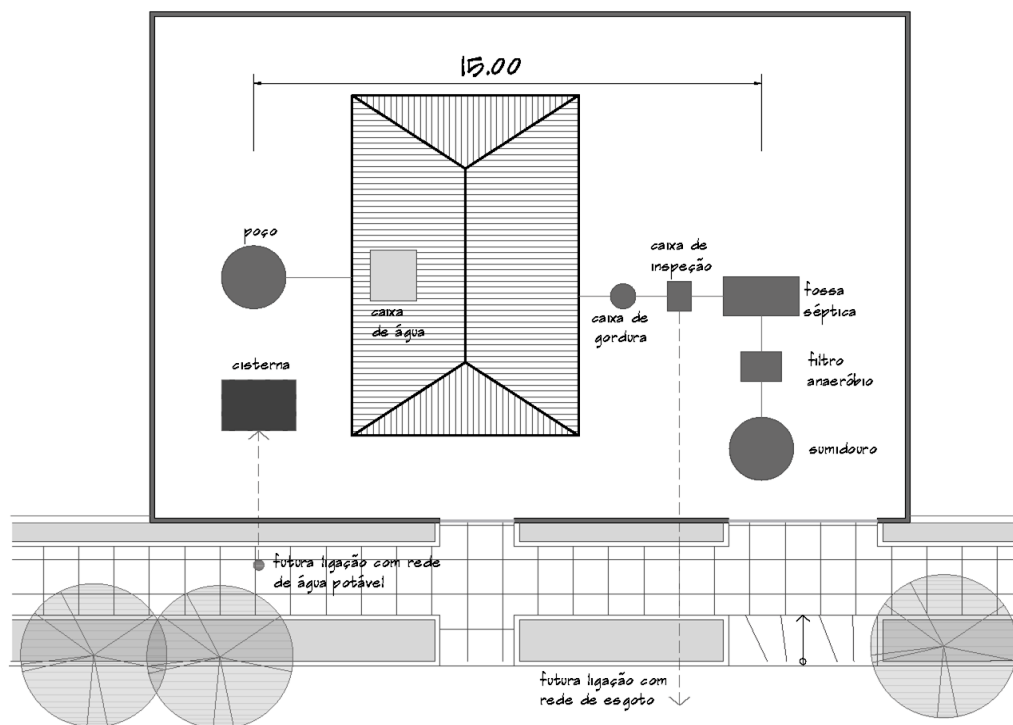 15.00
poço
caixa de
inspeção
fossa
séptica
caixa
de água
caixa de
gordura
cisterna
filtro
anaeróbio
sumidouro
futura ligação com rede
de água potável
futura ligação com
rede de esgoto